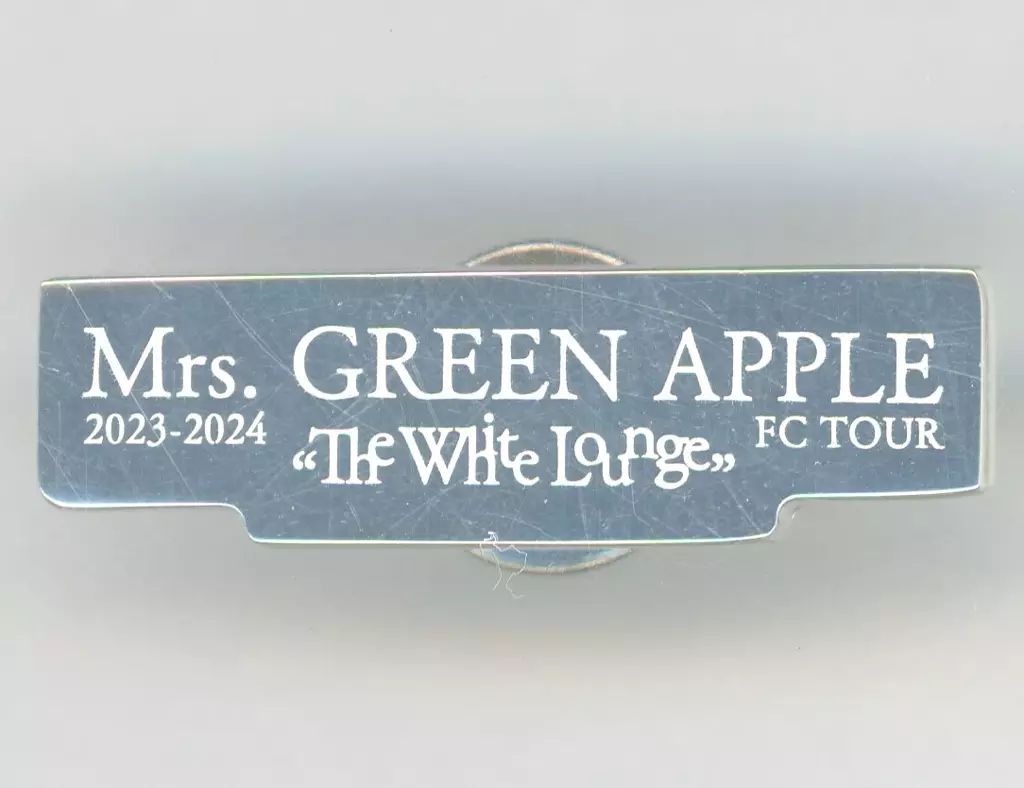 Mrs. GREEN APPLE
2023-2024 “The White Lounge” FC TOUR